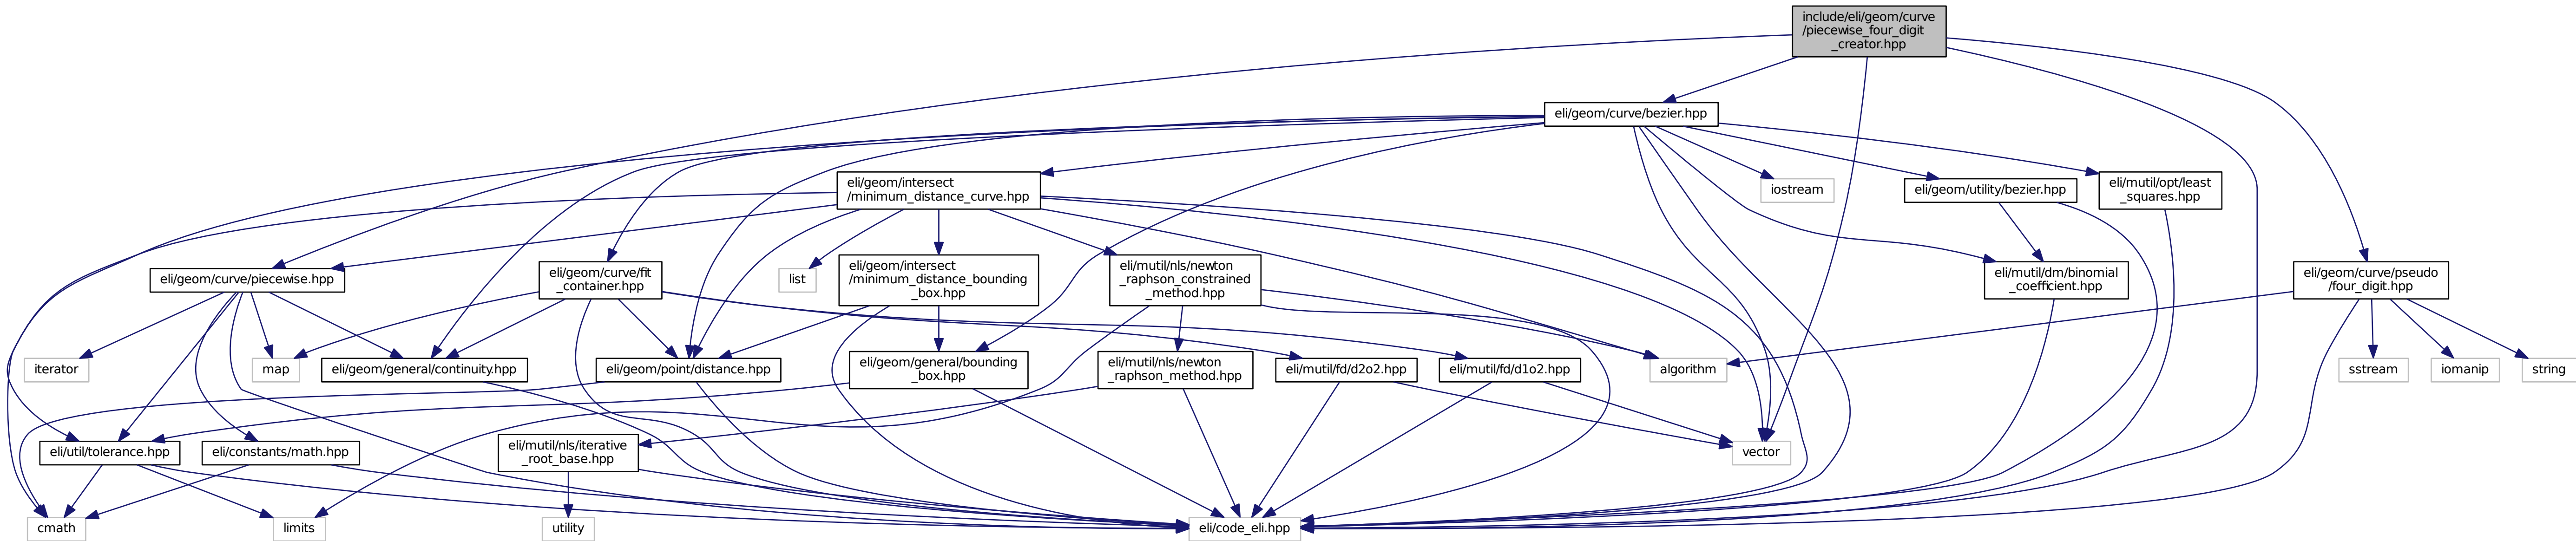 include/eli/geom/curve
/piecewise_four_digit
_creator.hpp
eli/geom/curve/bezier.hpp
eli/geom/intersect
/minimum_distance_curve.hpp
iostream
eli/geom/utility/bezier.hpp
eli/mutil/opt/least
_squares.hpp
eli/geom/curve/piecewise.hpp
eli/geom/curve/fit
_container.hpp
list
eli/geom/intersect
/minimum_distance_bounding
_box.hpp
eli/mutil/nls/newton
_raphson_constrained
_method.hpp
eli/mutil/dm/binomial
_coefficient.hpp
eli/geom/curve/pseudo
/four_digit.hpp
iterator
map
eli/geom/general/continuity.hpp
eli/geom/point/distance.hpp
eli/geom/general/bounding
_box.hpp
eli/mutil/nls/newton
_raphson_method.hpp
eli/mutil/fd/d2o2.hpp
eli/mutil/fd/d1o2.hpp
algorithm
sstream
iomanip
string
eli/util/tolerance.hpp
eli/constants/math.hpp
eli/mutil/nls/iterative
_root_base.hpp
vector
cmath
limits
utility
eli/code_eli.hpp